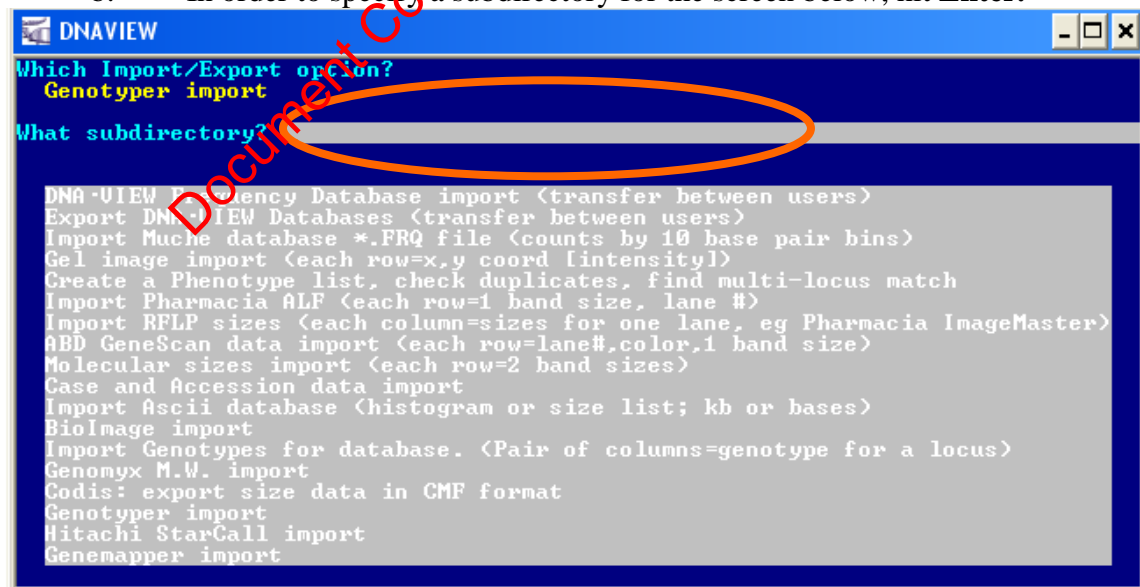 In order to specify a subdirectory for the screen below, hit Enter.
DNAVIEW
Which Import/Export option?
Genotyper import
What subdirectory?
DNA-VIEW Frequency Database import (transfer between users)
Export DNA-VIEW Databases (transfer between users)
Import Muche database *.FRQ file (counts by 10 base pair bins)
Gel image import (each row=x,y coord [intensity])
Create a Phenotype list, check duplicates, find multi-locus match
Import Pharmacia ALF (each row=1 band size, lane #)
Import RFLP sizes (each column=sizes for one lane, eg Pharmacia ImageMaster)
ABD GeneScan data import (each row=lane#,color,1 band size)
Molecular sizes import (each row=2 band sizes)
Case and Accession data import
Import Ascii database (histogram or size list; kb or bases)
BioImage import
Import Genotypes for database. (Pair of columns=genotype for a locus)
Genomyx M.W. import
Codis: export size data in CMF format
Genotyper import
Hitachi StarCall import
Genemapper import
Document Co